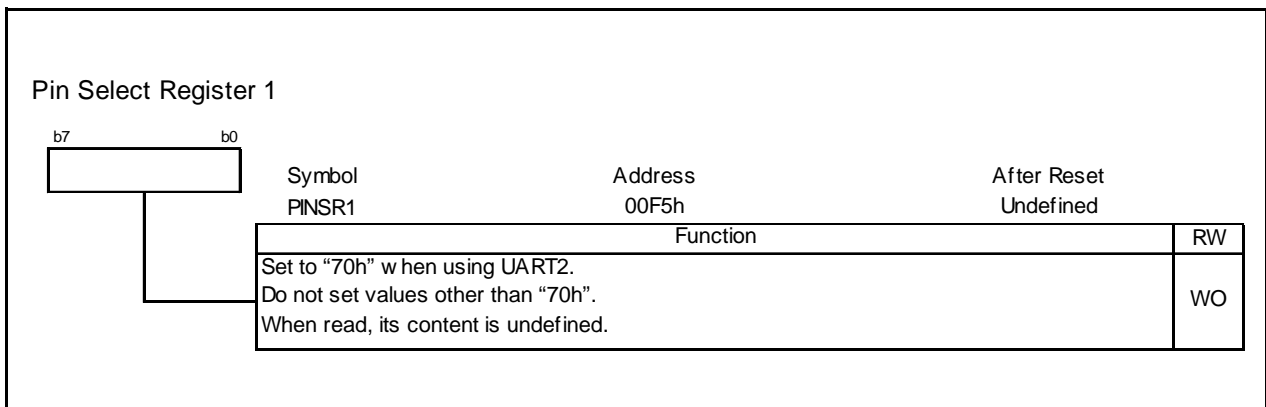 Pin Select Register 1
b7 b0
Symbol Address After Reset
PINSR1 00F5h Undefined
Function RW
Set to “70h” when using UART2.
Do not set values other than “70h”.
WO
When read, its content is undefined.